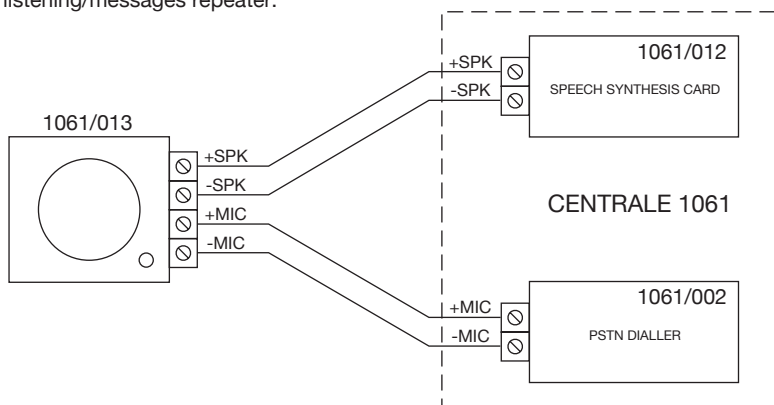 listening/messages repeater.
1061/012
+SPK
SPEECH SYNTHESIS CARD
-SPK
1061/013
+SPK
-SPK
+MIC
-MIC
CENTRALE 1061
1061/002
+MIC
PSTN DIALLER
-MIC